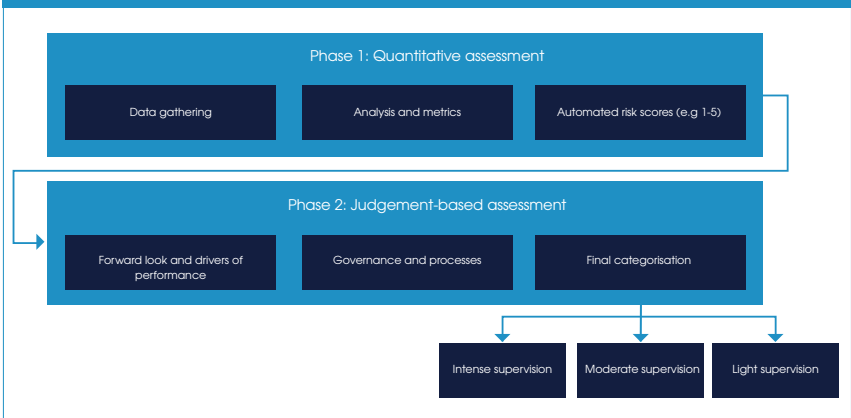 Phase 1: Quantitative assessment
Data gathering
Analysis and metrics
Automated risk scores (e.g 1-5)
Phase 2: Judgement-based assessment
Forward look and drivers of
performance
Governance and processes
Final categorisation
Intense supervision
Moderate supervision
Light supervision